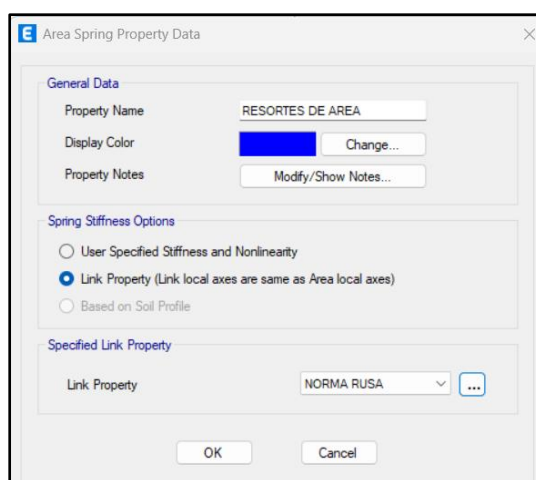 E Area Spring Property Data
General Data
Property Name RESORTES DE AREA
Display Color Change...
Property Notes Modify/Show Notes...
Spring Stiffness Options
User Specified Stiffness and Nonlinearity
Link Property (Link local axes are same as Area local axes)
Based on Soil Profile
Specified Link Property
Link Property NORMA RUSA ...
OK Cancel